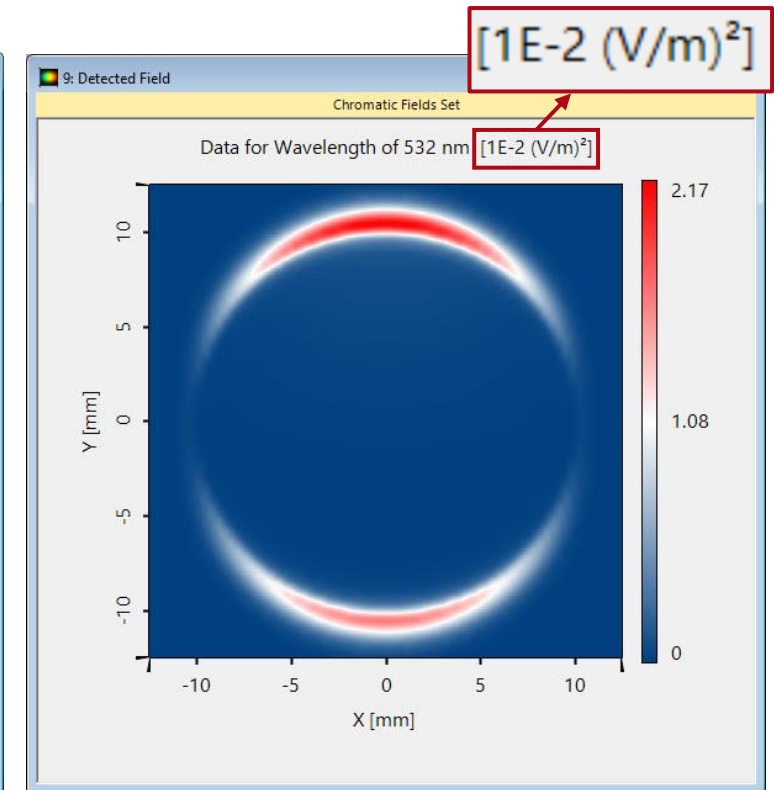 [1E-2 (V/m)²]
9: Detected Field
Chromatic Fields Set
Data for Wavelength of 532 nm [1E-2 (V/m)²]
2.17
1.08
0
10
5
0
-5
-10
Y [mm]
-10 -5 0 5 10
X [mm]